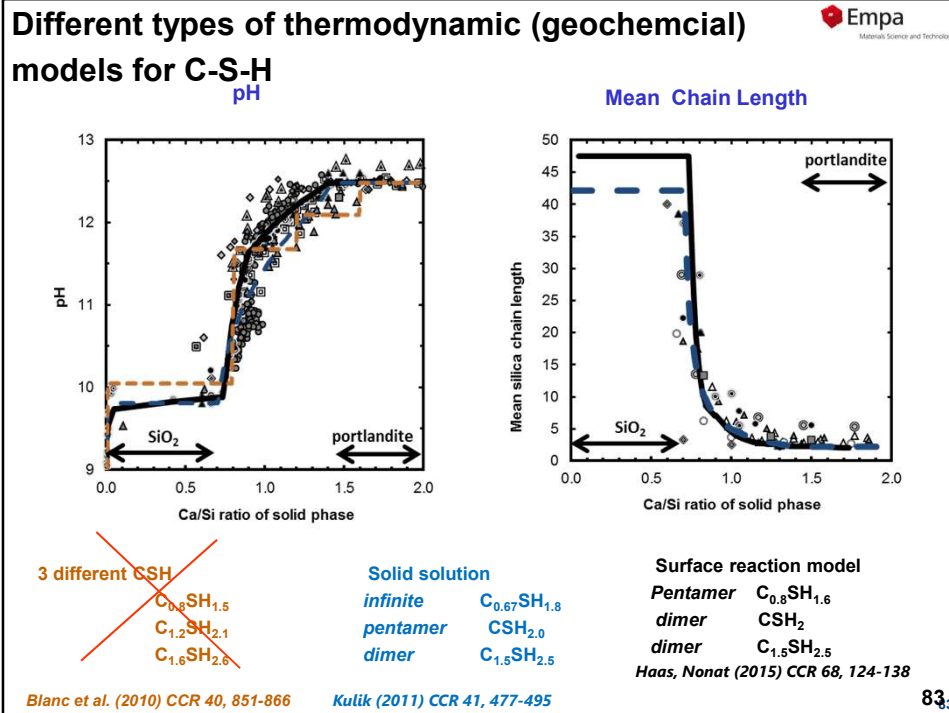 Different types of thermodynamic (geochemcial)
models for C-S-H
Empa
Materials Science and Technolo
pH
13
12
11
10
9
pH
SiO2
portlandite
0.0 0.5 1.0 1.5 2.0
Ca/Si ratio of solid phase
Mean Chain Length
50
45
40
35
30
25
20
15
10
5
0
Mean silica chain length
portlandite
SiO2
0.0 0.5 1.0 1.5 2.0
Ca/Si ratio of solid phase
3 different CSH
C0.8SH1.5
C1.2SH2.1
C1.6SH2.6
Blanc et al. (2010) CCR 40, 851-866
Solid solution
infinite C0.67SH1.8
pentamer CSH2.0
dimer C1.5SH2.5
Kulik (2011) CCR 41, 477-495
Surface reaction model
Pentamer C0.8SH1.6
dimer CSH2
dimer C1.5SH2.5
Haas, Nonat (2015) CCR 68, 124-138
83